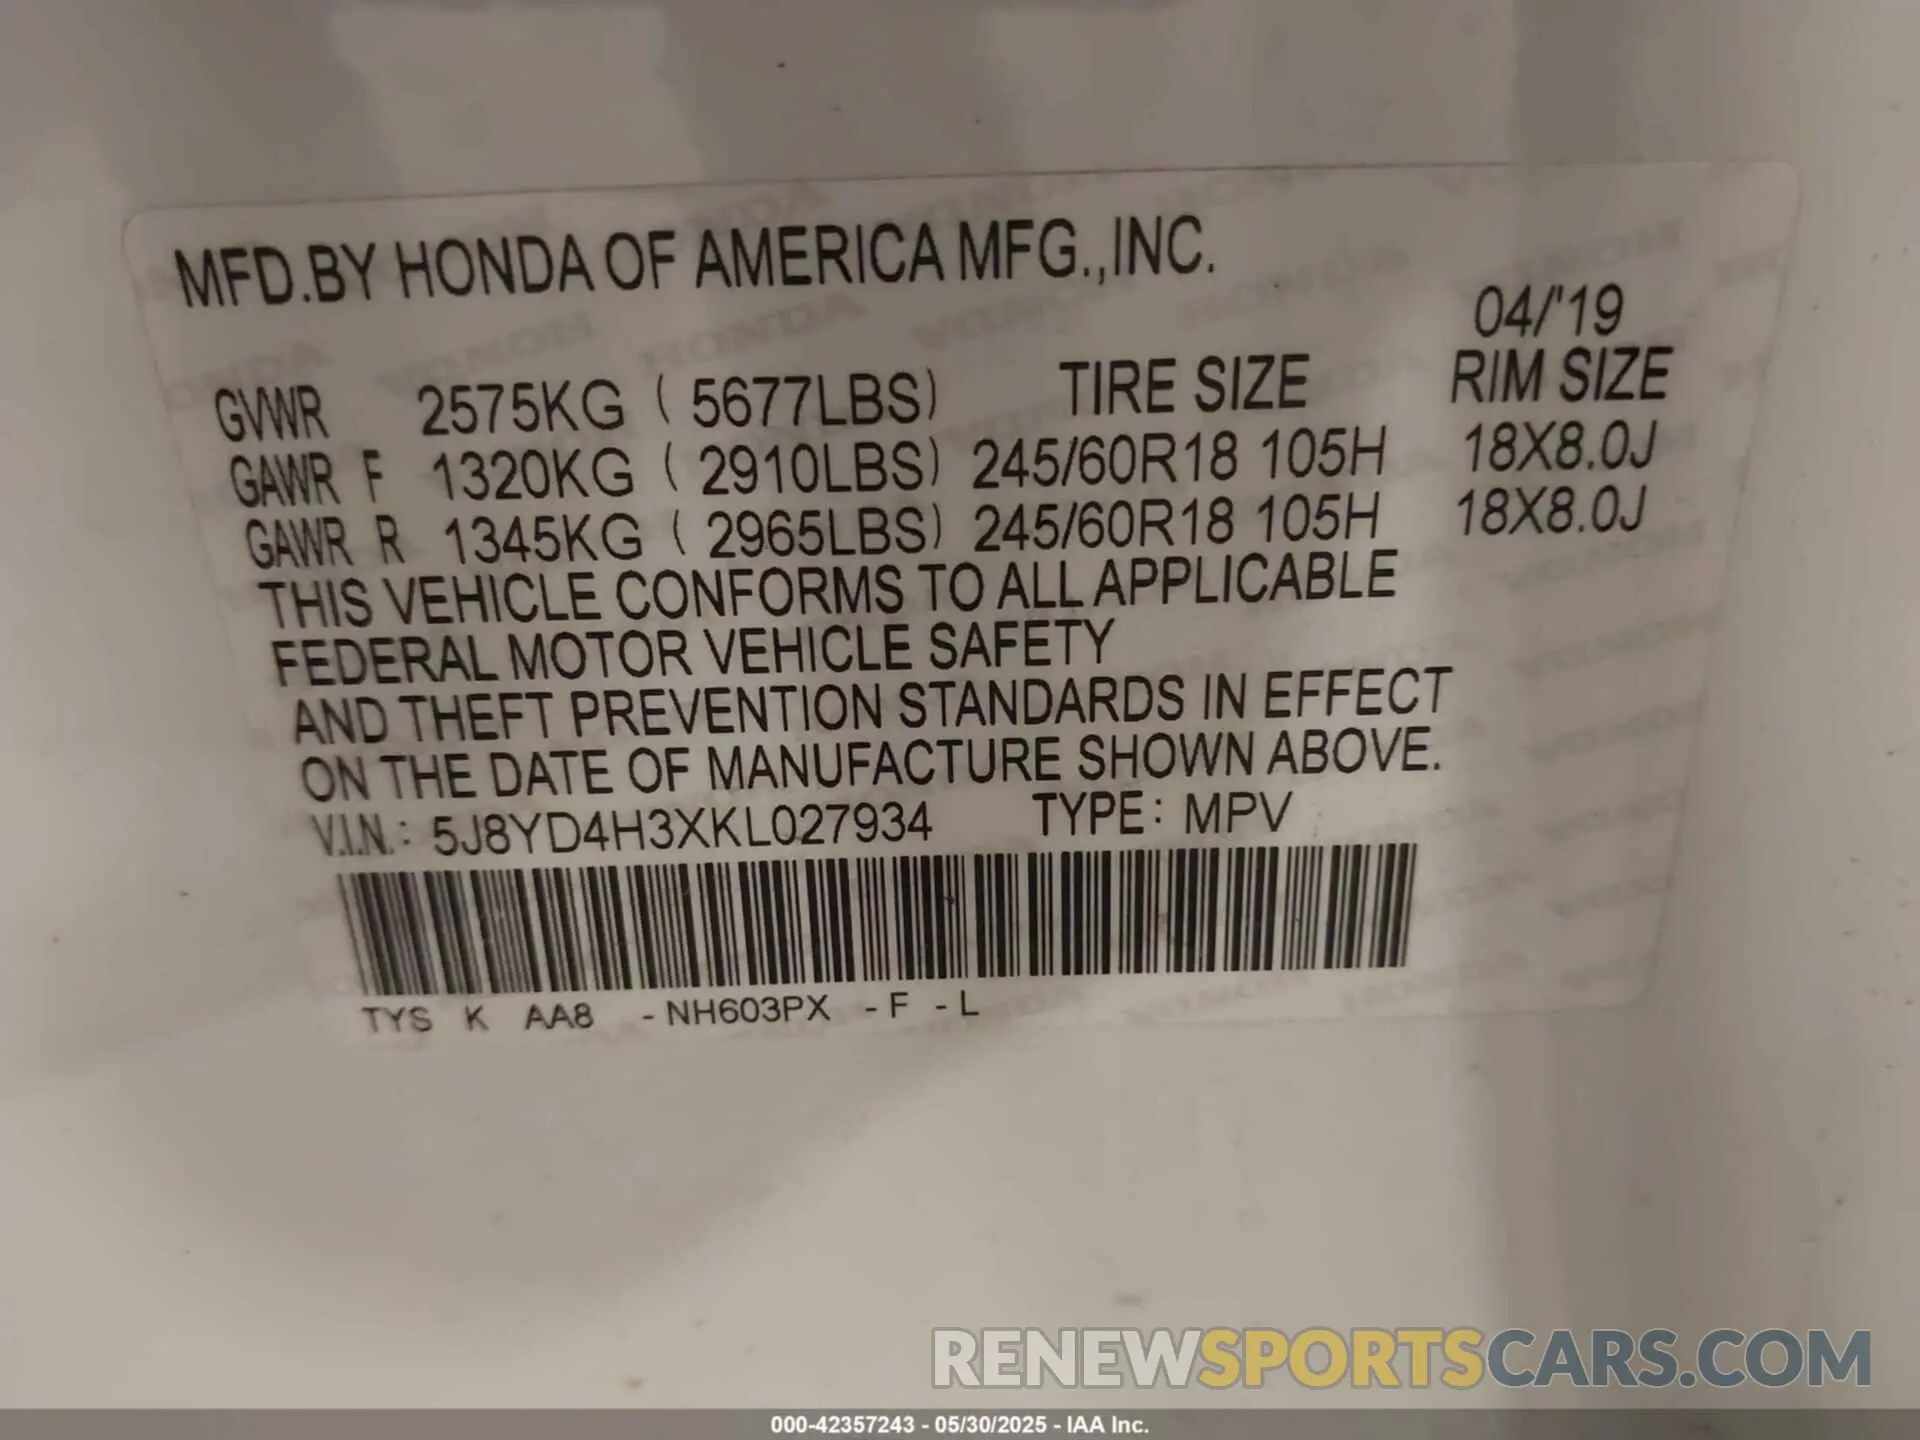 MFD.BY HONDA OF AMERICA MFG.,INC.
04/'19
GVWR 2575KG ( 5677LBS) TIRE SIZE RIM SIZE
GAWR F 1320KG ( 2910LBS) 245/60R18 105H 18X8.0J
GAWR R 1345KG ( 2965LBS) 245/60R18 105H 18X8.0J
THIS VEHICLE CONFORMS TO ALL APPLICABLE
FEDERAL MOTOR VEHICLE SAFETY
AND THEFT PREVENTION STANDARDS IN EFFECT
ON THE DATE OF MANUFACTURE SHOWN ABOVE.
V.I.N.: 5J8YD4H3XKL027934 TYPE: MPV
TYS K AA8 -NH603PX -F -L
RENEWSPORTSCARS.COM
000-42357243 - 05/30/2025 - IAA Inc.